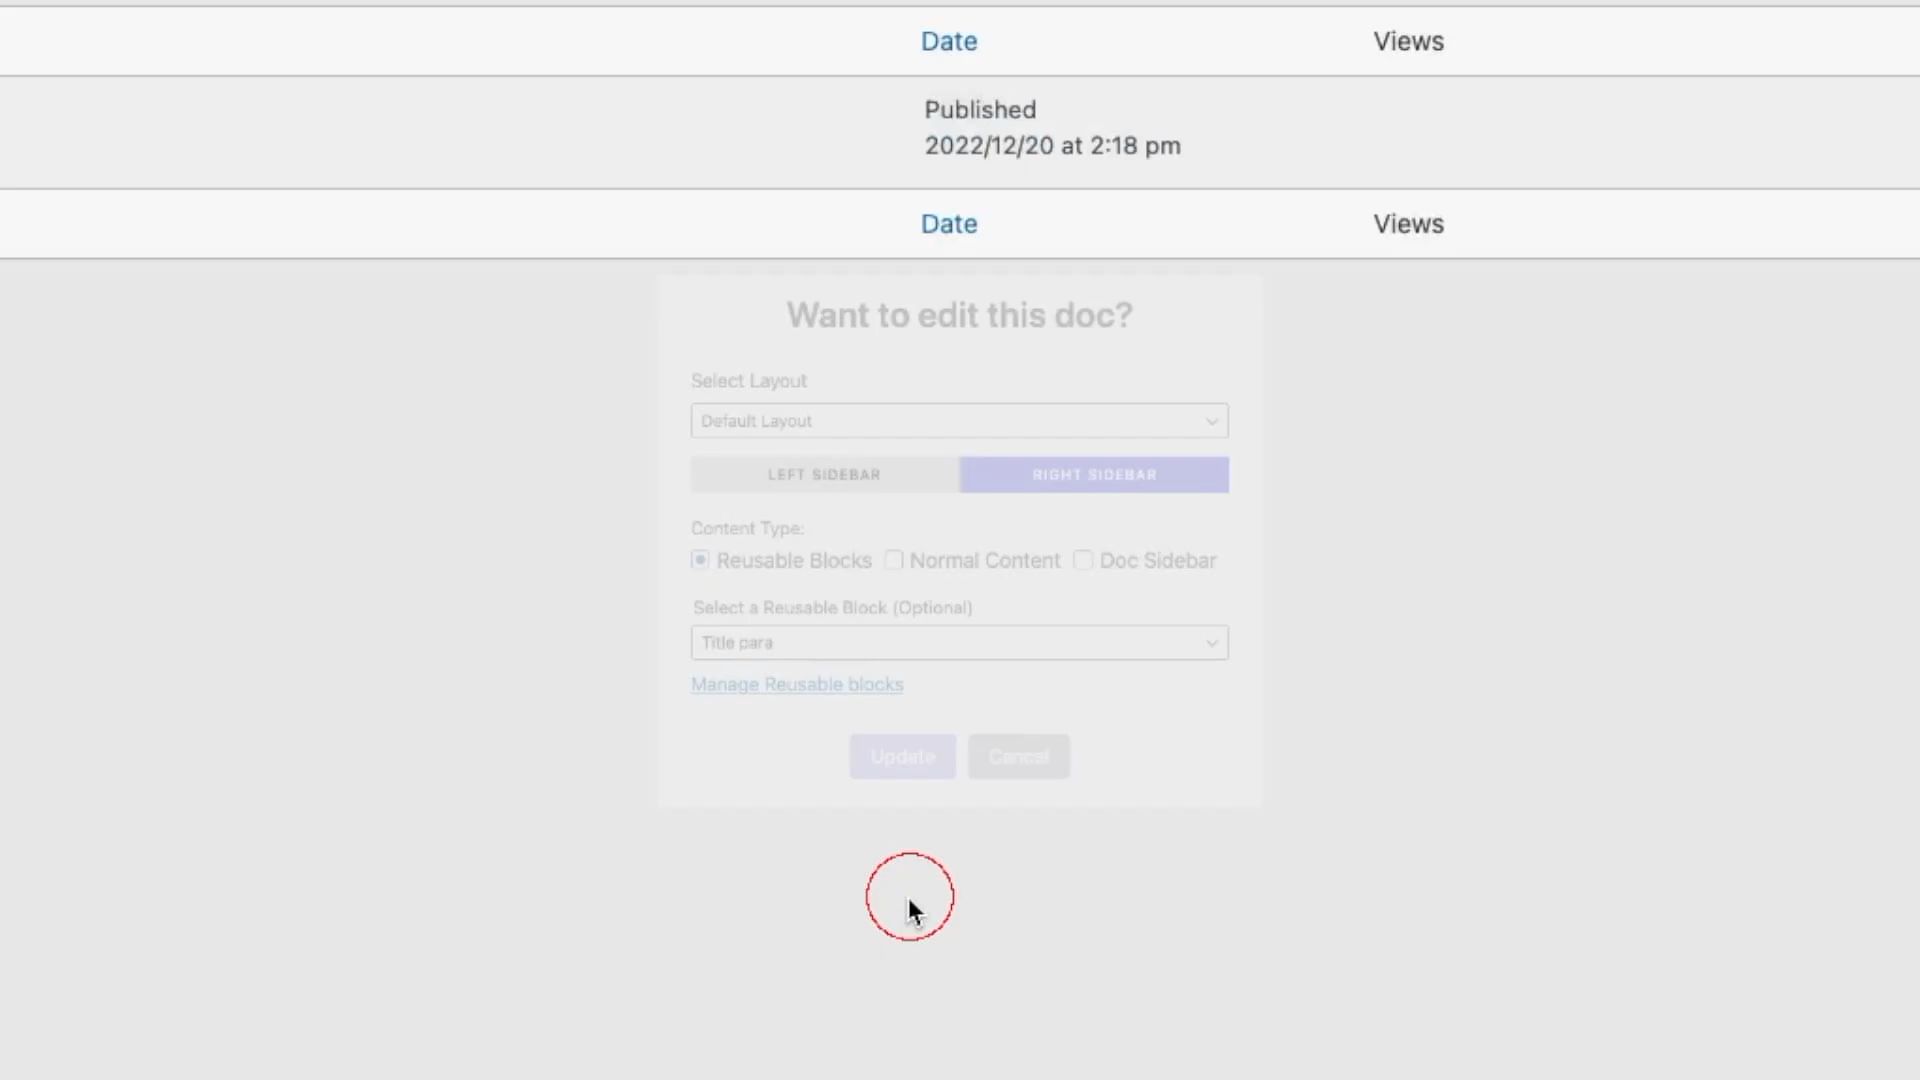 Date Views
Published
2022/12/20 at 2:18 pm
Date Views
Want to edit this doc?
Select Layout
Default Layout
LEFT SIDEBAR RIGHT SIDEBAR
Content Type:
Reusable Blocks Normal Content Doc Sidebar
Select a Reusable Block (Optional)
Title para
Manage Reusable blocks
Update Cancel